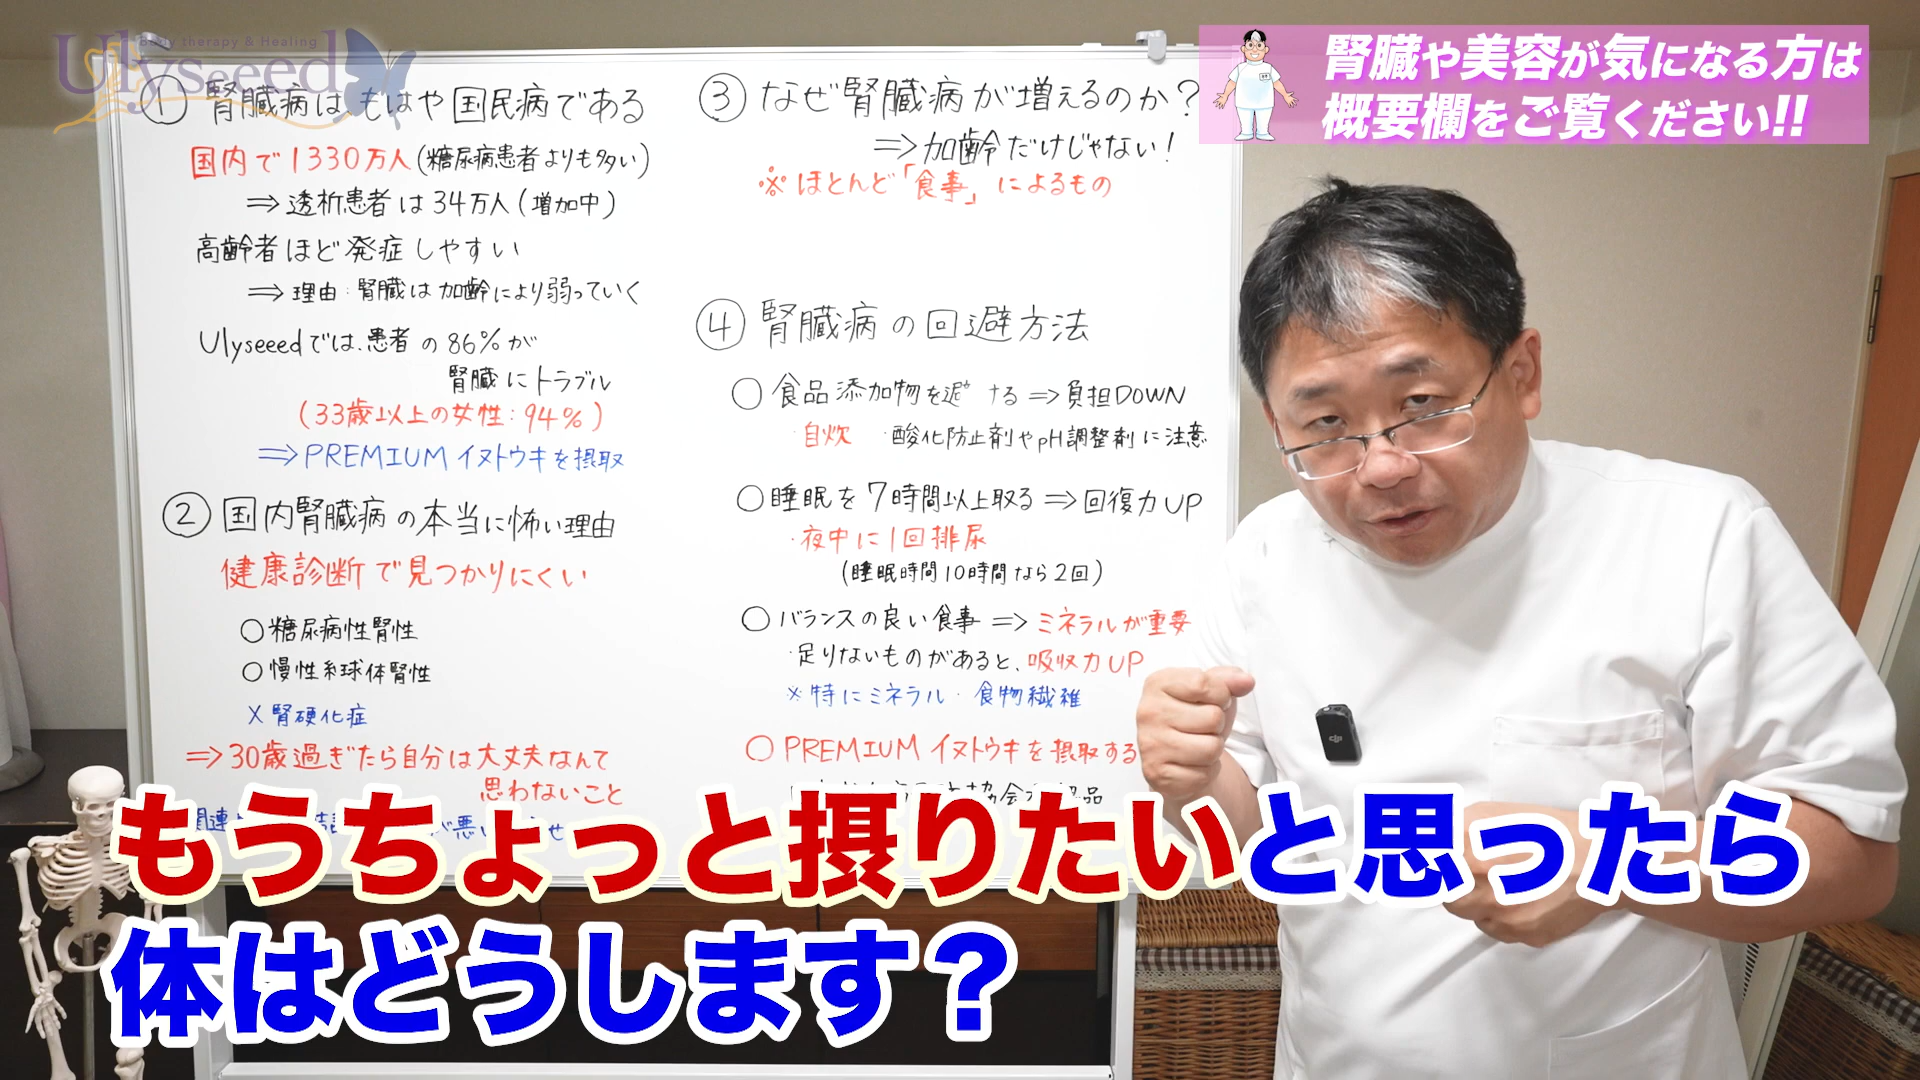 Ulyseeed
Body therapy & Healing
腎臓や美容が気になる方は
概要欄をご覧ください!!
① 腎臓病はもはや国民病である
国内で1330万人(糖尿病患者よりも多い)
⇒ 透析患者は34万人(増加中)
高齢者ほど発症しやすい
⇒ 理由:腎臓は加齢により弱っていく
Ulyseeedでは、患者の86%が
腎臓にトラブル
(33歳以上の女性:94%)
⇒ PREMIUMイヌトウキを摂取
② 国内腎臓病の本当に怖い理由
健康診断で見つかりにくい
○糖尿病性腎性
○慢性糸球体腎性
×腎硬化症
⇒30歳過ぎたら自分は大丈夫なんて
思わないこと
関連
が悪い
③ なぜ腎臓病が増えるのか?
⇒加齢だけじゃない!
※ほとんど「食事」によるもの
④ 腎臓病の回避方法
○食品添加物を避ける⇒負担DOWN
・自炊 ・酸化防止剤やpH調整剤に注意
○睡眠を7時間以上取る⇒回復力UP
・夜中に1回排尿
(睡眠時間10時間なら2回)
○バランスの良い食事⇒ミネラルが重要
・足りないものがあると、吸収力UP
※特にミネラル・食物繊維
○PREMIUMイヌトウキを摂取する
協会
品
もうちょっと摂りたいと思ったら
体はどうします?